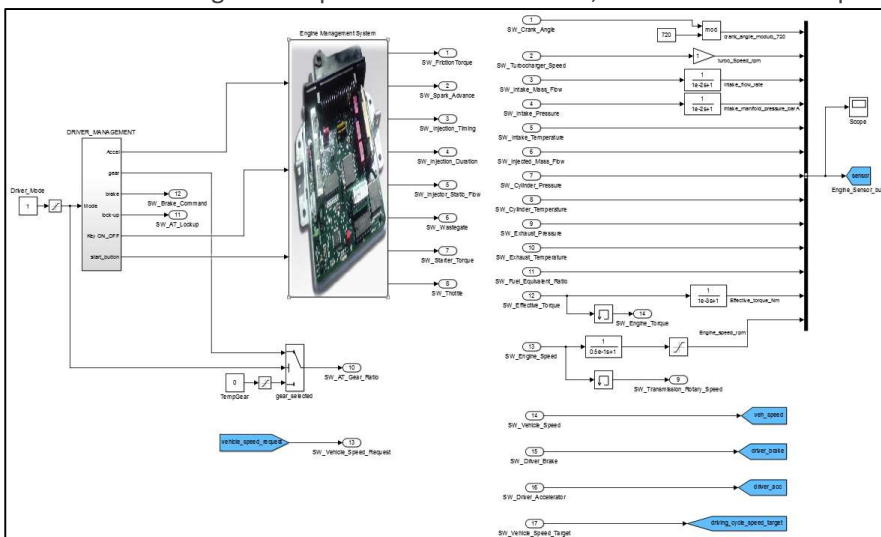 Engine Management System
1
SW_FrictionTorque
2
SW_Spark_Advance
3
SW_Injection_Timing
4
SW_Injection_Duration
5
SW_Injector_Static_Flow
6
SW_Wastegate
7
SW_Starter_Torque
8
SW_Throttle
DRIVER_MANAGEMENT
Accel
gear
brake
lock-up
Key ON_OFF
start_button
Mode
Driver_Mode
1
12
SW_Brake_Command
11
SW_AT_Lockup
10
SW_AT_Gear_Ratio
0
TempGear
gear_selected
vehicle_speed_request
13
SW_Vehicle_Speed_Request
1
SW_Crank_Angle
720
mod
crank_angle_modulo_720
2
SW_Turbocharger_Speed
1
turbo_Speed_rpm
3
SW_Intake_Mass_Flow
1
1e-2s+1
Intake_flow_rate
4
SW_Intake_Pressure
1
1e-2s+1
Intake_manifold_pressure_barA
5
SW_Intake_Temperature
6
SW_Injected_Mass_Flow
7
SW_Cylinder_Pressure
8
SW_Cylinder_Temperature
9
SW_Exhaust_Pressure
10
SW_Exhaust_Temperature
11
SW_Fuel_Equivalent_Ratio
12
SW_Effective_Torque
1
1e-3s+1
Effective_torque_Nm
14
SW_Engine_Torque
Engine_speed_rpm
13
SW_Engine_Speed
1
0.5e-1s+1
9
SW_Transmission_Rotary_Speed
Scope
sensor
Engine_Sensor_bu
14
SW_Vehicle_Speed
veh_speed
15
SW_Driver_Brake
driver_brake
16
SW_Driver_Accelerator
driver_acc
17
SW_Vehicle_Speed_Target
driving_cycle_speed_target